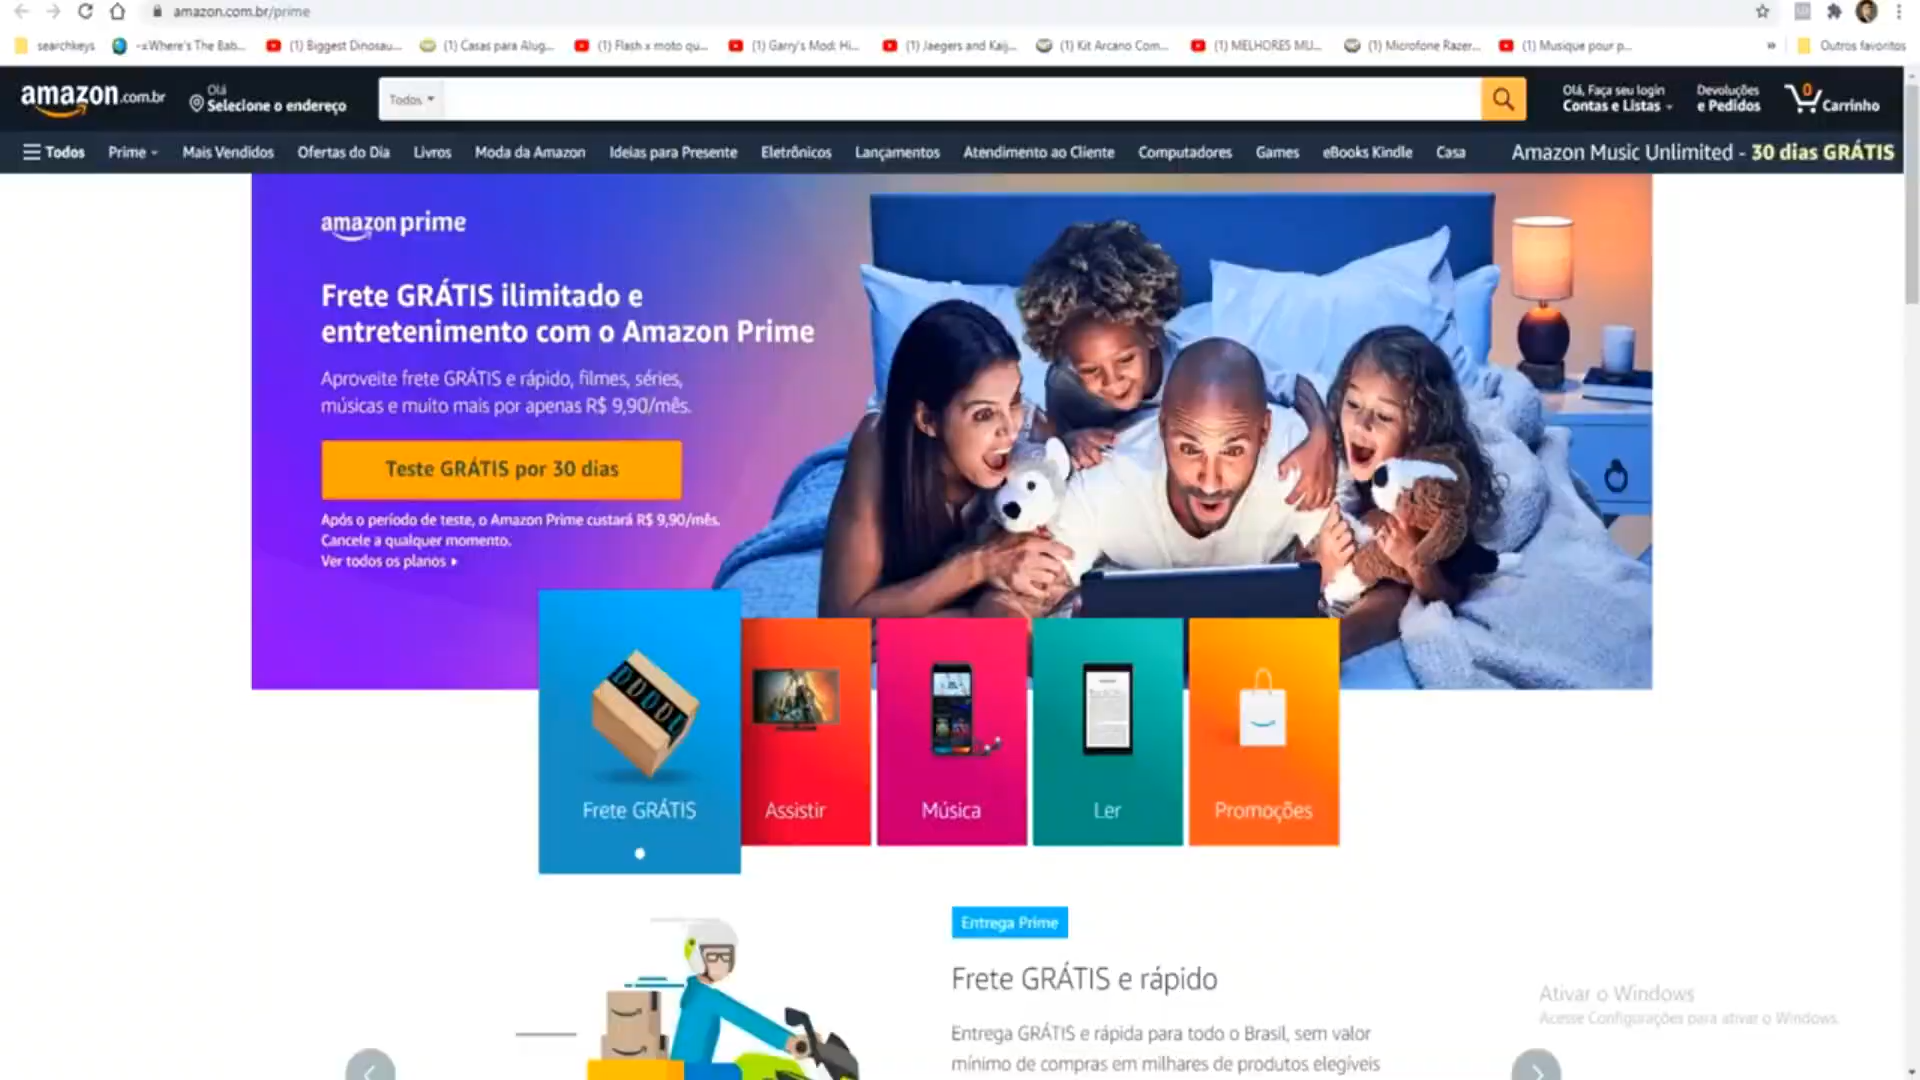 amazon.com.br/prime
searchkeys
-±Where's The Bab...
(1) Biggest Dinosau...
(1) Casas para Alug...
(1) Flash x moto qu...
(1) Garry's Mod: Hi...
(1) Jaegers and Kaij...
(1) Kit Arcano Com...
(1) MELHORES MU...
(1) Microfone Razer...
(1) Musique pour p...
»
Outros favoritos
amazon.com.br
Olá
Selecione o endereço
Todos
Olá, Faça seu login
Contas e Listas
Devoluções
e Pedidos
0
Carrinho
Todos
Prime
Mais Vendidos
Ofertas do Dia
Livros
Moda da Amazon
Ideias para Presente
Eletrônicos
Lançamentos
Atendimento ao Cliente
Computadores
Games
eBooks Kindle
Casa
Amazon Music Unlimited - 30 dias GRÁTIS
amazon prime
Frete GRÁTIS ilimitado e
entretenimento com o Amazon Prime
Aproveite frete GRÁTIS e rápido, filmes, séries,
músicas e muito mais por apenas R$ 9,90/mês.
Teste GRÁTIS por 30 dias
Após o período de teste, o Amazon Prime custará R$ 9,90/mês.
Cancele a qualquer momento.
Ver todos os planos
Frete GRÁTIS
Assistir
Música
Ler
Promoções
Entrega Prime
Frete GRÁTIS e rápido
Entrega GRÁTIS e rápida para todo o Brasil, sem valor
mínimo de compras em milhares de produtos elegíveis
Ativar o Windows
Acesse Configurações para ativar o Windows.